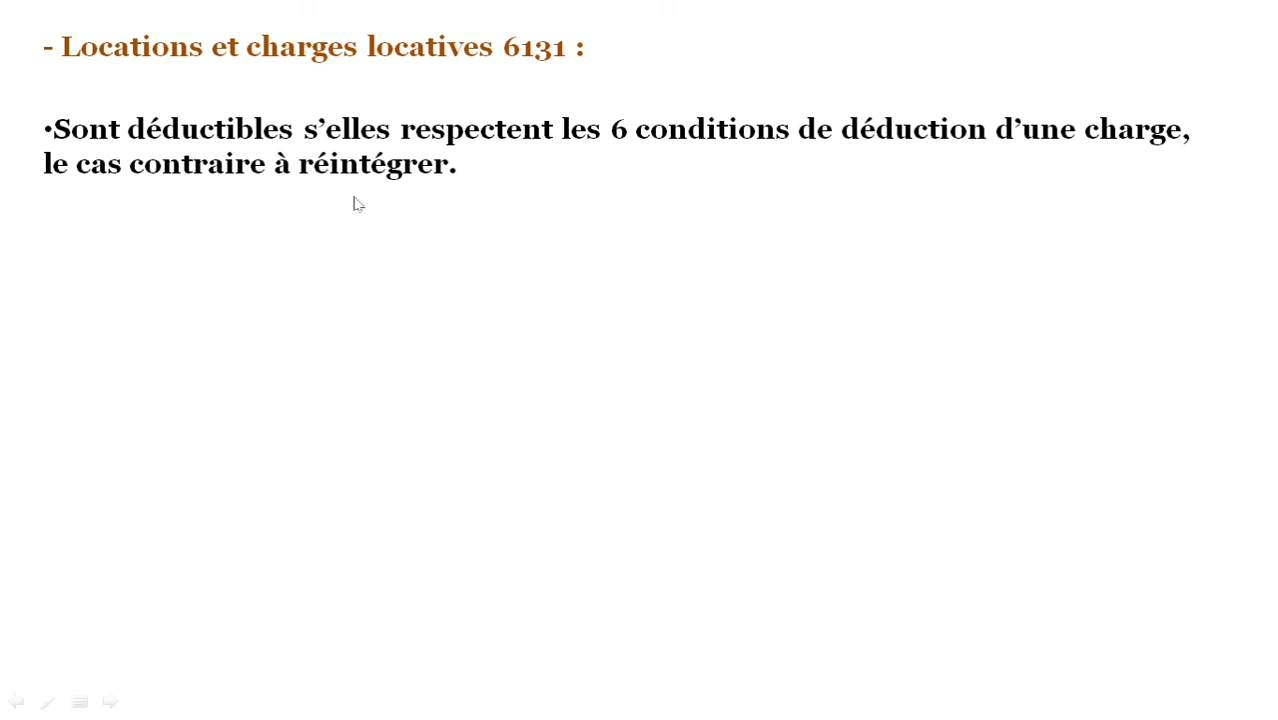 - Locations et charges locatives 6131 :
•Sont déductibles s’elles respectent les 6 conditions de déduction d’une charge,
le cas contraire à réintégrer.